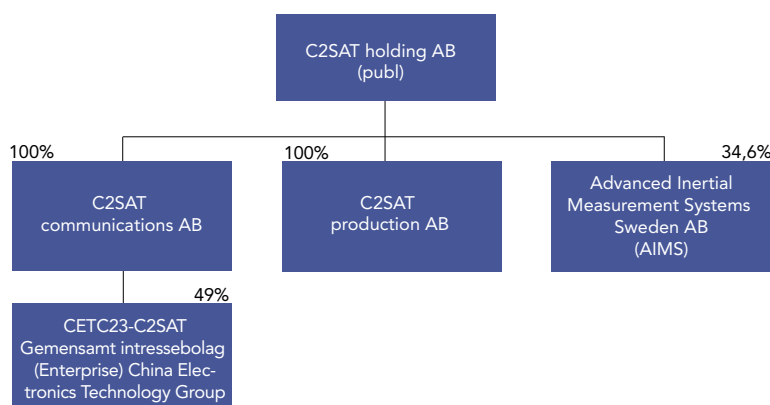 C2SAT holding AB
(publ)
100%
100%
34,6%
C2SAT
communications AB
C2SAT
production AB
Advanced Inertial
Measurement Systems
Sweden AB
(AIMS)
49%
CETC23-C2SAT
Gemensamt intressebolag
(Enterprise) China Elec-
tronics Technology Group